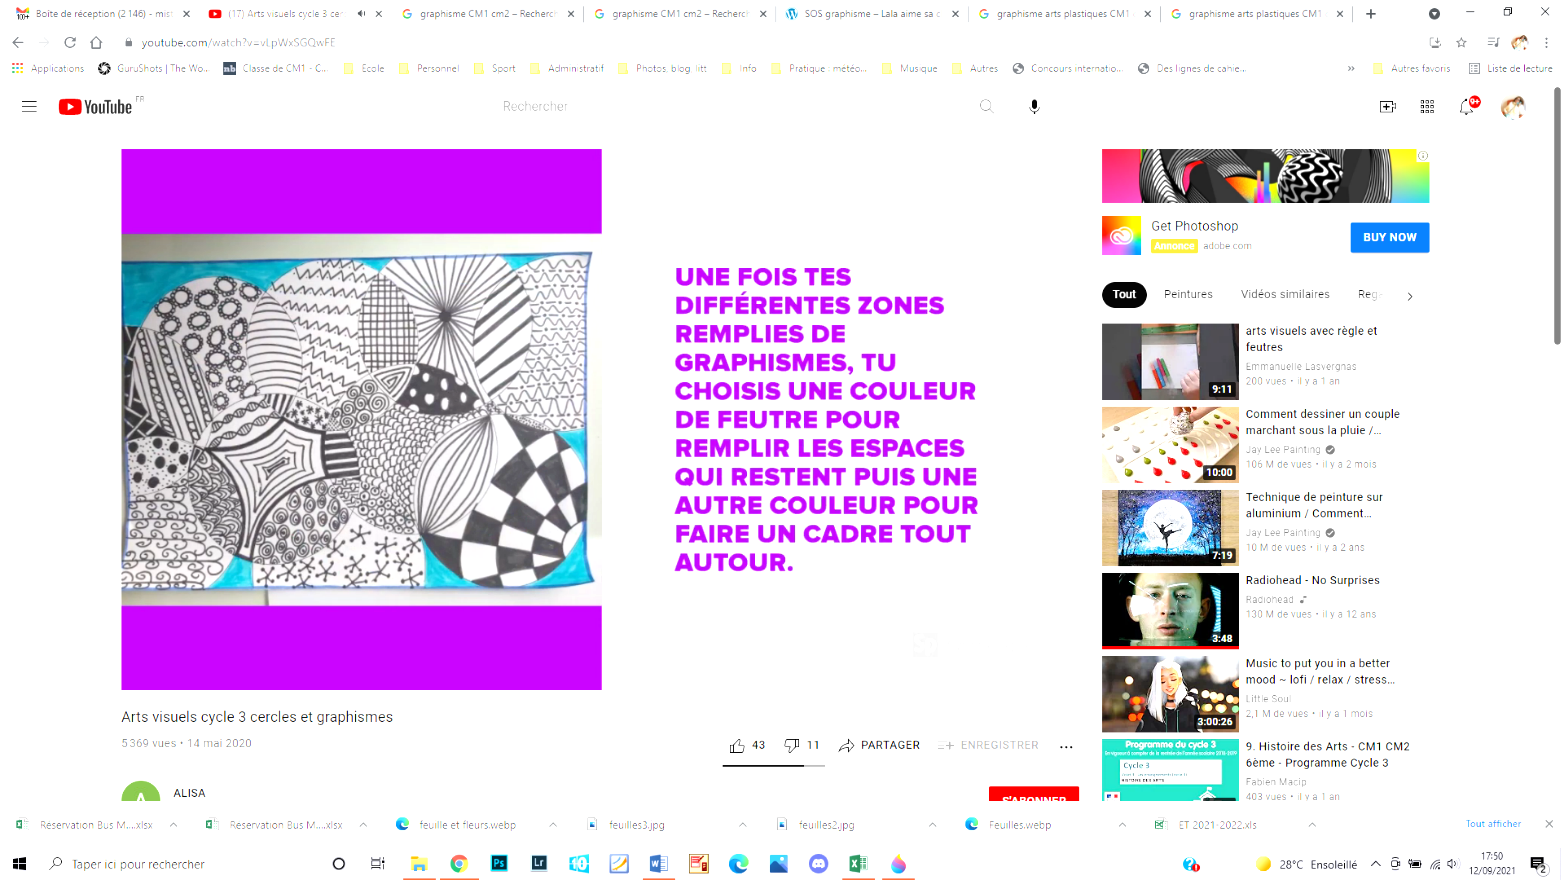 Boîte de réception (2 146) - mist
(17) Arts visuels cycle 3 cer
graphisme CM1 cm2 – Recherch
graphisme CM1 cm2 – Recherch
SOS graphisme – Lala aime sa c
graphisme arts plastiques CM1
graphisme arts plastiques CM1
youtube.com/watch?v=vLpWxSGQwFE
Applications
GuruShots | The Wo...
Classe de CM1 - C...
Ecole
Personnel
Sport
Administratif
Photos, blog, litt
Info
Pratique : météo...
Musique
Autres
Concours internatio...
Des lignes de canie...
»
Autres favoris
Liste de lecture
YouTube FR
Rechercher
9+
UNE FOIS TES
DIFFÉRENTES ZONES
REMPLIES DE
GRAPHISMES, TU
CHOISIS UNE COULEUR
DE FEUTRE POUR
REMPLIR LES ESPACES
QUI RESTENT PUIS UNE
AUTRE COULEUR POUR
FAIRE UN CADRE TOUT
AUTOUR.
Arts visuels cycle 3 cercles et graphismes
5 369 vues • 14 mai 2020
43
11
PARTAGER
ENREGISTRER
A
ALISA
S'ABONNER
Get Photoshop
Annonce adobe.com
BUY NOW
Tout
Peintures
Vidéos similaires
Rega
arts visuels avec règle et
feutres
Emmanuelle Lasvergnas
200 vues • il y a 1 an
9:11
Comment dessiner un couple
marchant sous la pluie /...
Jay Lee Painting
106 M de vues • il y a 2 mois
10:00
Technique de peinture sur
aluminium / Comment...
Jay Lee Painting
10 M de vues • il y a 2 ans
7:19
Radiohead - No Surprises
Radiohead
130 M de vues • il y a 12 ans
3:48
Music to put you in a better
mood ~ lofi / relax / stress...
Little Soul
2,1 M de vues • il y a 1 mois
3:00:26
Programme du cycle 3
Cycle 3
9. Histoire des Arts - CM1 CM2
6ème - Programme Cycle 3
Fabien Macip
403 vues • il y a 1 an
Reservation Bus M....xlsx
Reservation Bus M....xlsx
feuille et fleurs.webp
feuilles3.jpg
feuilles2.jpg
Feuilles.webp
ET 2021-2022.xls
Tout afficher
Taper ici pour rechercher
Ps
Lr
28°C Ensoleillé
17:50
12/09/2021
2